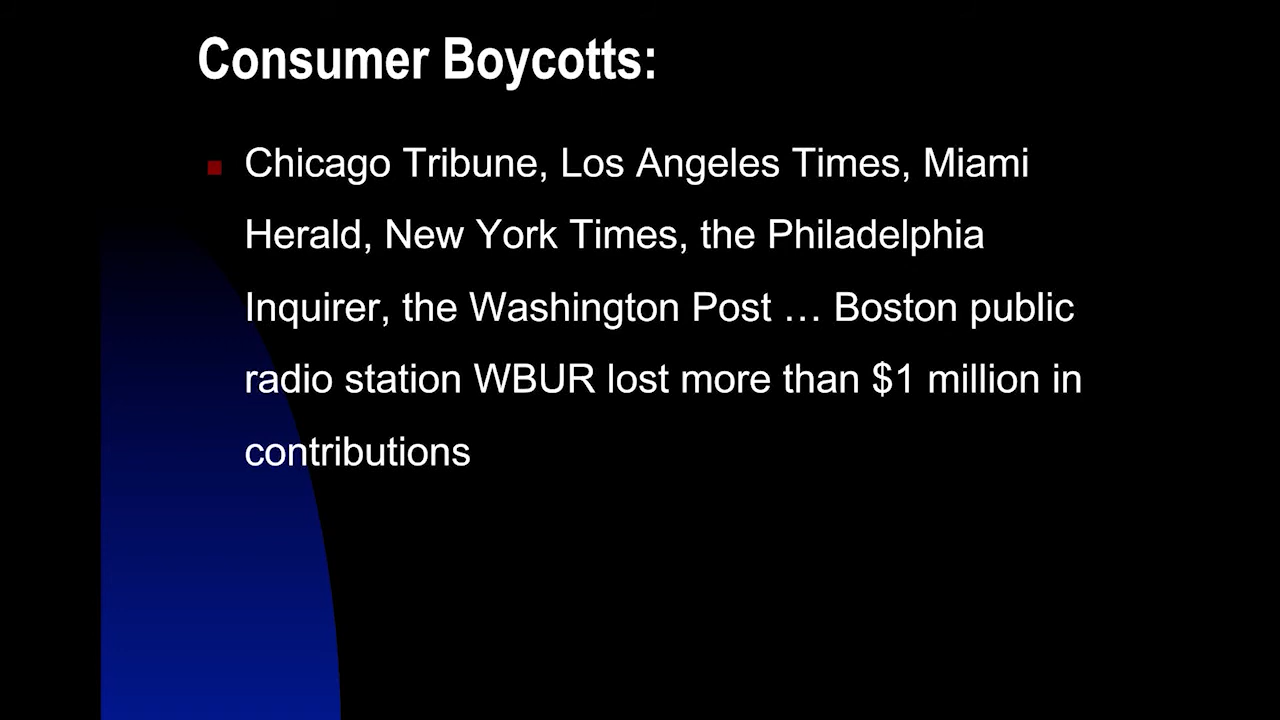 Consumer Boycotts:
Chicago Tribune, Los Angeles Times, Miami
Herald, New York Times, the Philadelphia
Inquirer, the Washington Post … Boston public
radio station WBUR lost more than $1 million in
contributions